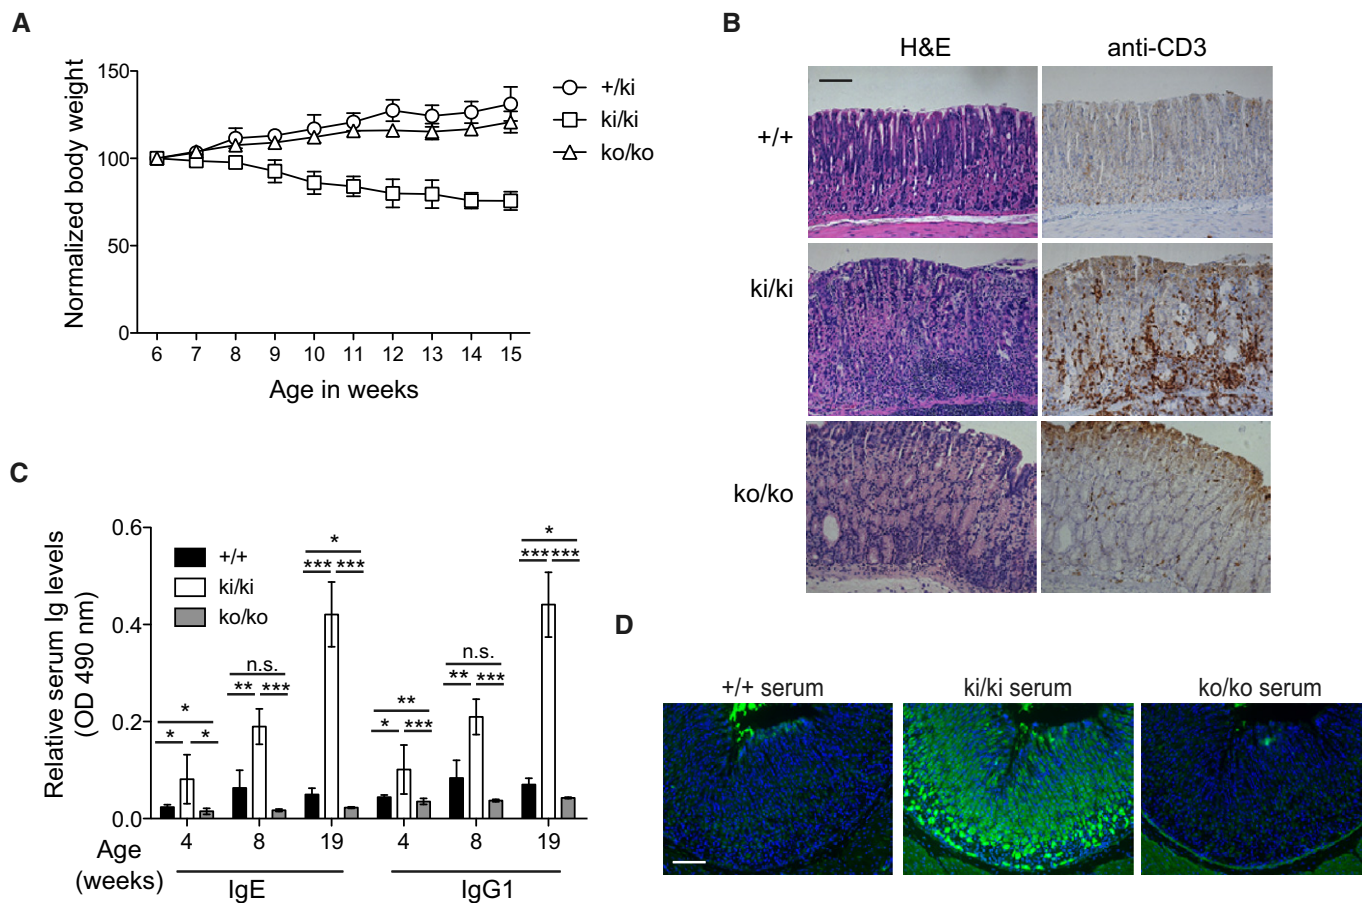 A
Normalized body weight
150
100
50
0
6 7 8 9 10 11 12 13 14 15
Age in weeks
+/ki
ki/ki
ko/ko
B
H&E anti-CD3
+/+
ki/ki
ko/ko
C
Relative serum Ig levels
(OD 490 nm)
0.6
0.4
0.2
0.0
+/+
ki/ki
ko/ko
*
* *
n.s.
** ***
*
*** ***
**
* ***
n.s.
** ***
*
*** ***
Age
(weeks)
4 8 19 4 8 19
IgE IgG1
D
+/+ serum ki/ki serum ko/ko serum